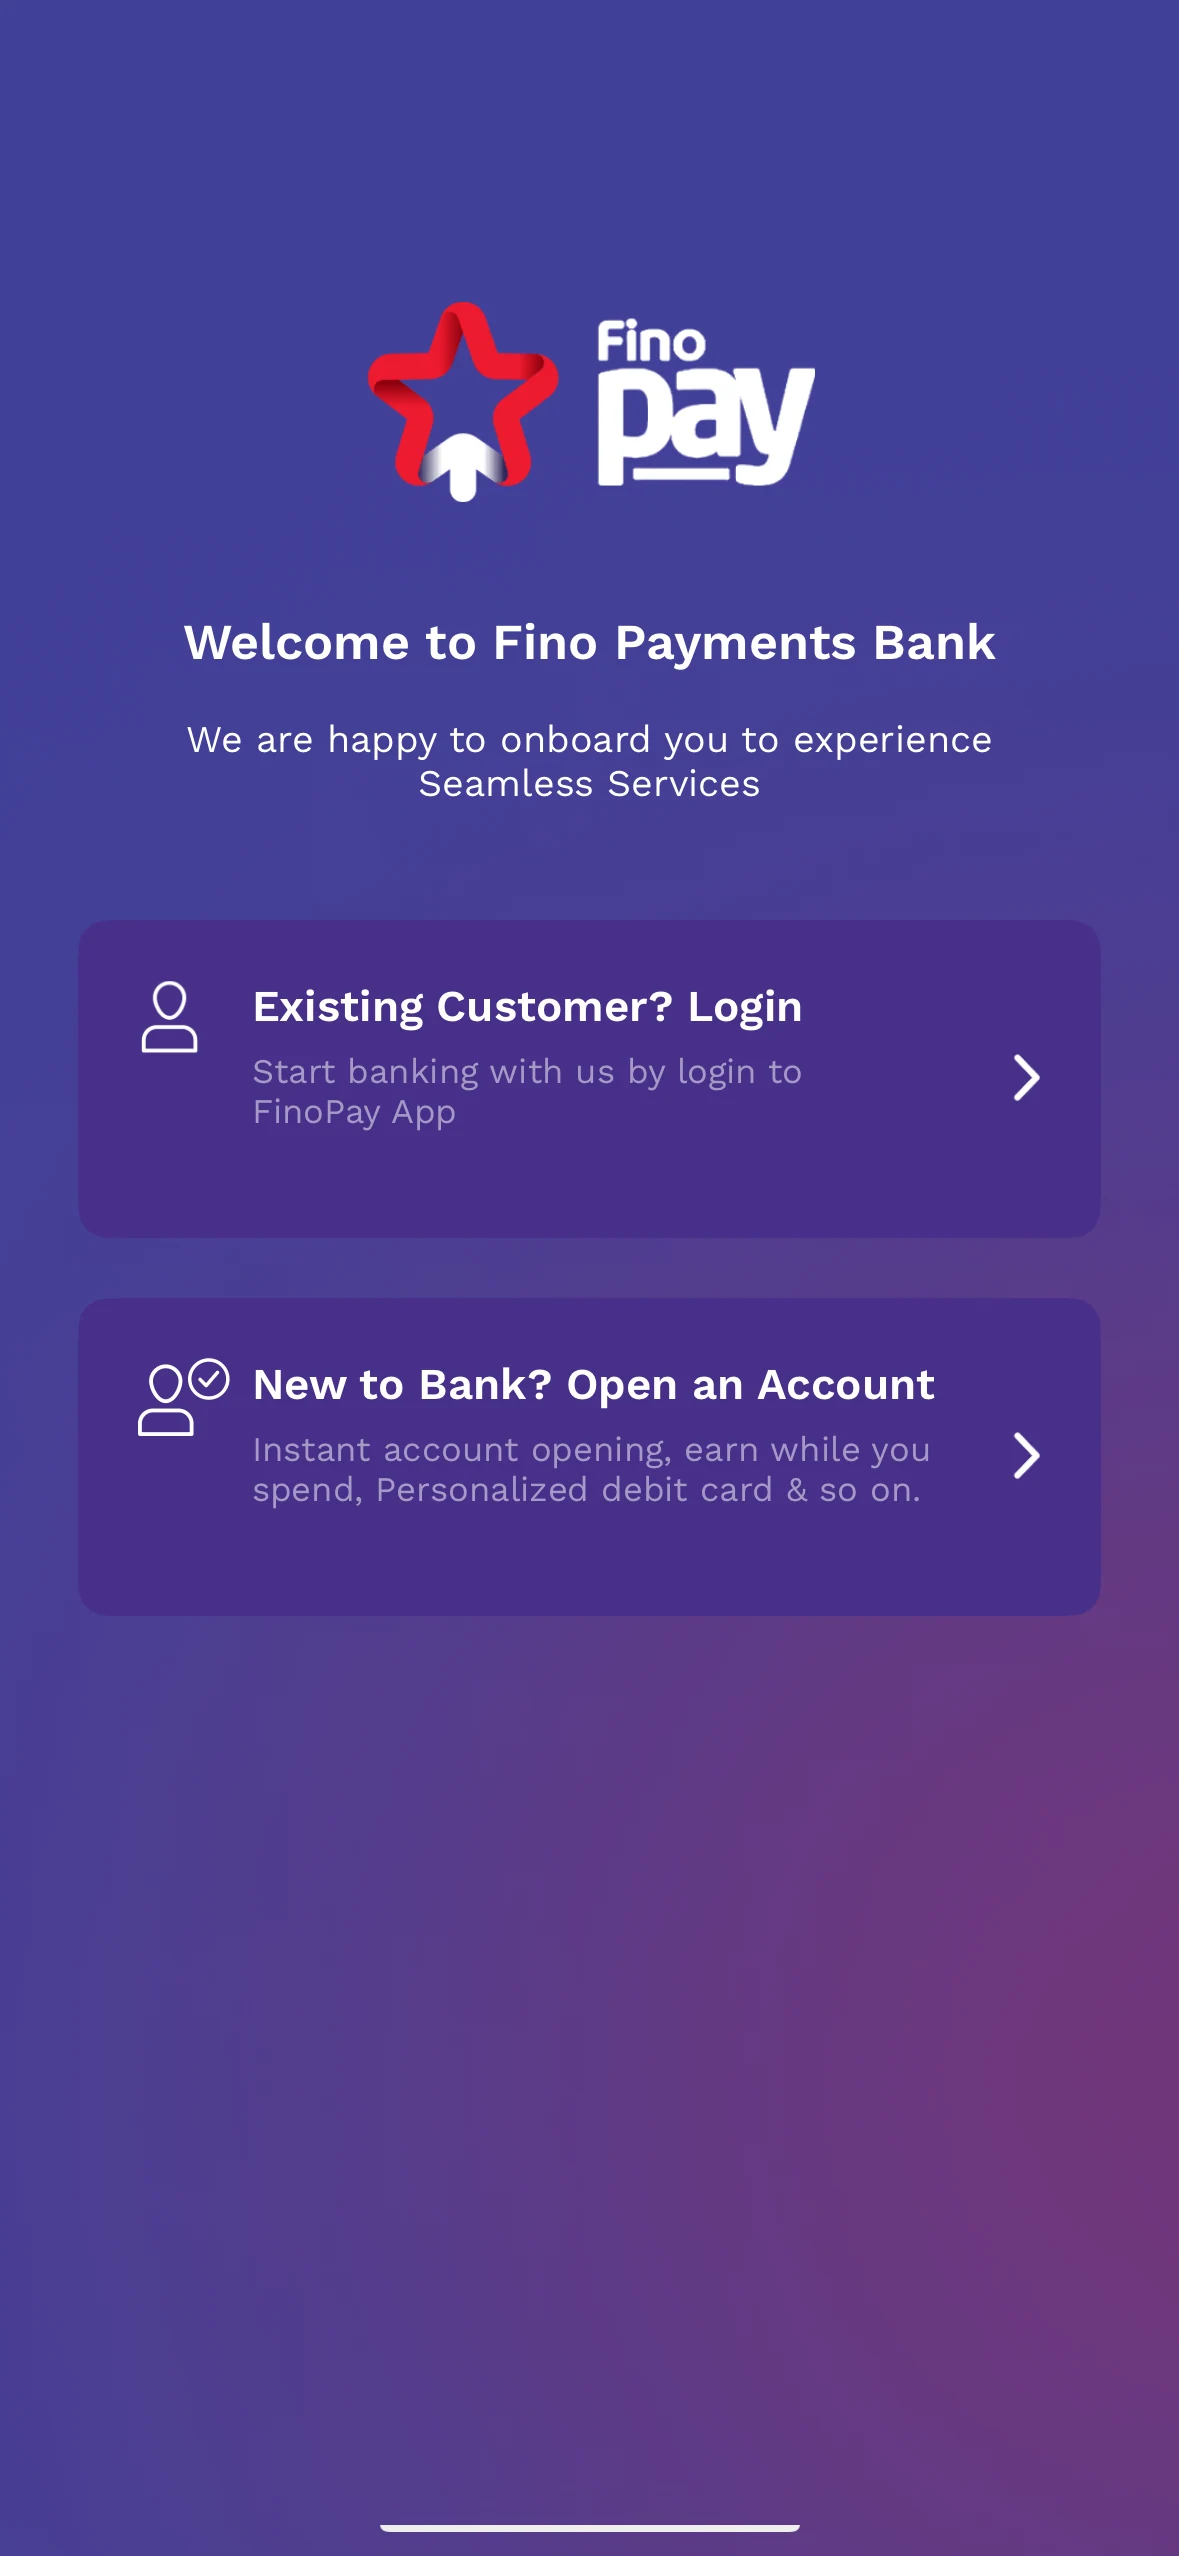 Fino
pay
Welcome to Fino Payments Bank
We are happy to onboard you to experience
Seamless Services
Existing Customer? Login
Start banking with us by login to
FinoPay App
New to Bank? Open an Account
Instant account opening, earn while you
spend, Personalized debit card & so on.